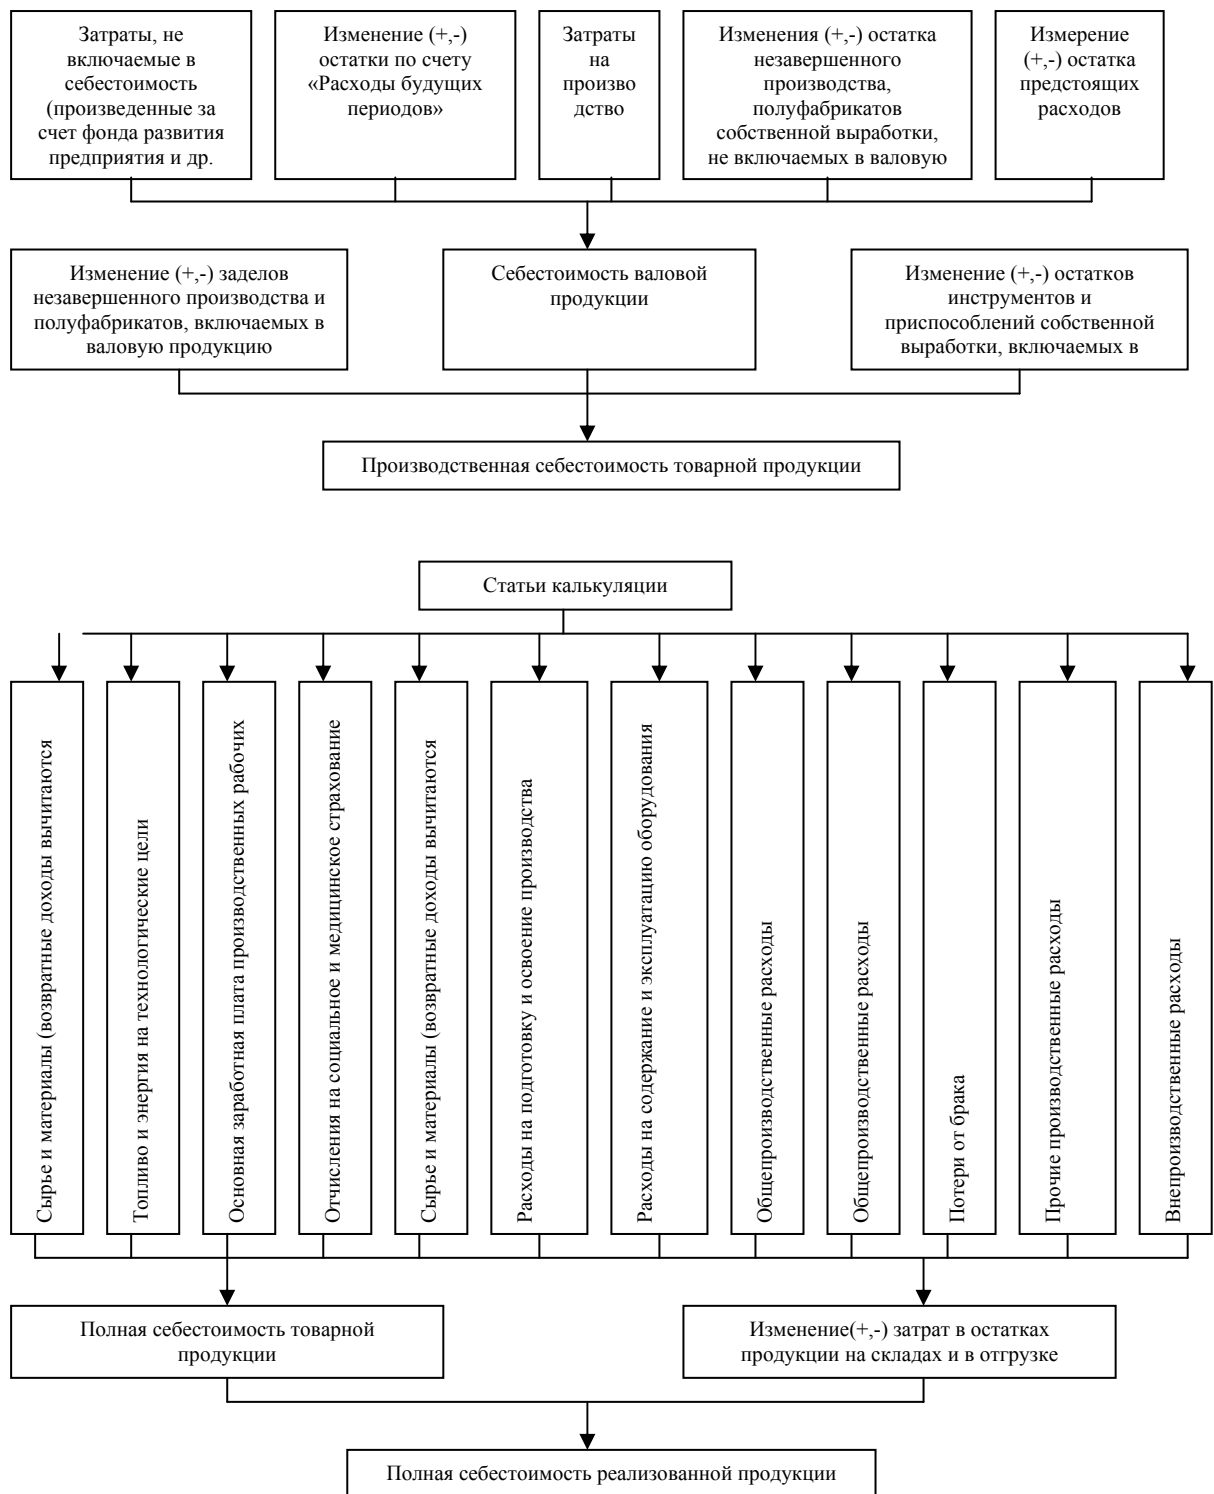 Затраты, не
включаемые в
себестоимость
(произведенные за
счет фонда развития
предприятия и др.
Изменение (+,-)
остатки по счету
«Расходы будущих
периодов»
Затраты
на
произво
дство
Изменения (+,-) остатка
незавершенного
производства,
полуфабрикатов
собственной выработки,
не включаемых в валовую
Измерение
(+,-) остатка
предстоящих
расходов
Изменение (+,-) заделов
незавершенного производства и
полуфабрикатов, включаемых в
валовую продукцию
Себестоимость валовой
продукции
Изменение (+,-) остатков
инструментов и
приспособлений собственной
выработки, включаемых в
Производственная себестоимость товарной продукции
Статьи калькуляции
Сырье и материалы (возвратные доходы вычитаются
Топливо и энергия на технологические цели
Основная заработная плата производственных рабочих
Отчисления на социальное и медицинское страхование
Сырье и материалы (возвратные доходы вычитаются
Расходы на подготовку и освоение производства
Расходы на содержание и эксплуатацию оборудования
Общепроизводственные расходы
Общепроизводственные расходы
Потери от брака
Прочие производственные расходы
Внепроизводственные расходы
Полная себестоимость товарной
продукции
Изменение(+,-) затрат в остатках
продукции на складах и в отгрузке
Полная себестоимость реализованной продукции